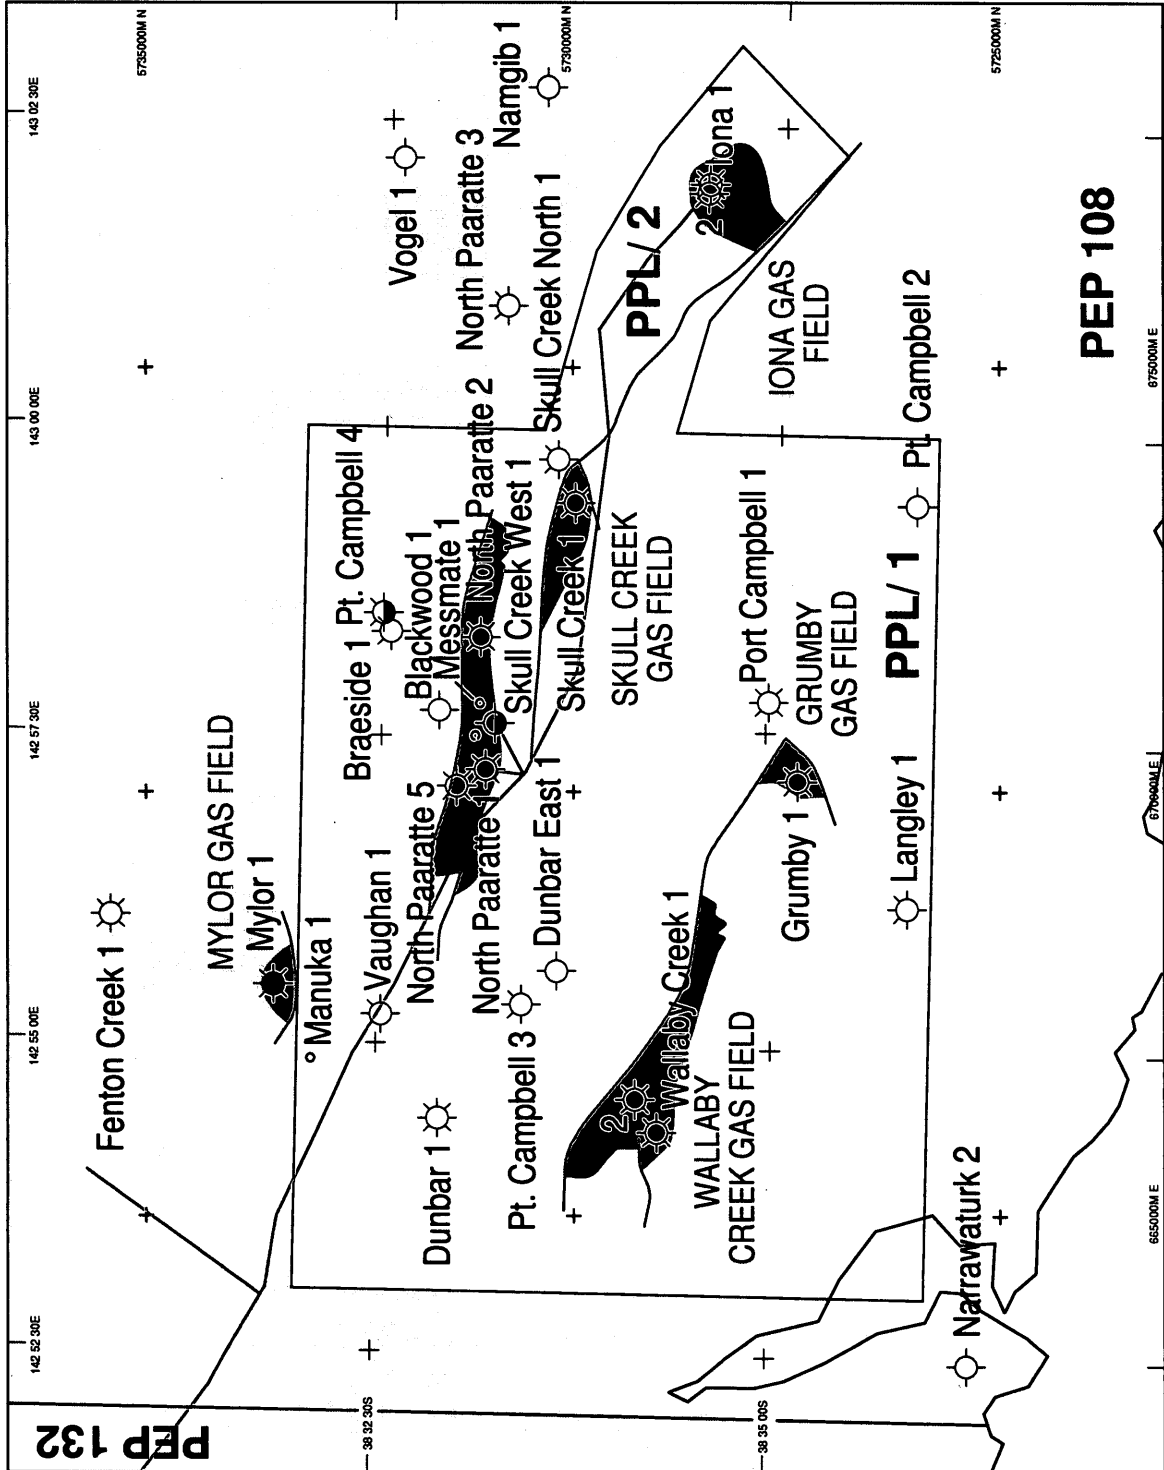 PEP 132
PEP 108
PPL/ 1
PPL/ 2
142 52 30E
142 55 00E
142 57 30E
143 00 00E
143 02 30E
38 32 30S
38 35 00S
5735000M N
5730000M N
5725000M N
665000M E
670000M E
675000M E
Fenton Creek 1
MYLOR GAS FIELD
Mylor 1
Manuka 1
Vaughan 1
Dunbar 1
North Paaratte 5
North Paaratte 1
Pt. Campbell 3
Dunbar East 1
Braeside 1
Pt. Campbell 4
Blackwood 1
Messmate 1
North Paaratte 2
Skull Creek West 1
Skull Creek 1
SKULL CREEK
GAS FIELD
Vogel 1
North Paaratte 3
Namgib 1
Skull Creek North 1
2
Iona 1
IONA GAS
FIELD
2
Wallaby Creek 1
WALLABY
CREEK GAS FIELD
Port Campbell 1
GRUMBY
GAS FIELD
Grumby 1
Langley 1
Pt. Campbell 2
Narrawaturk 2